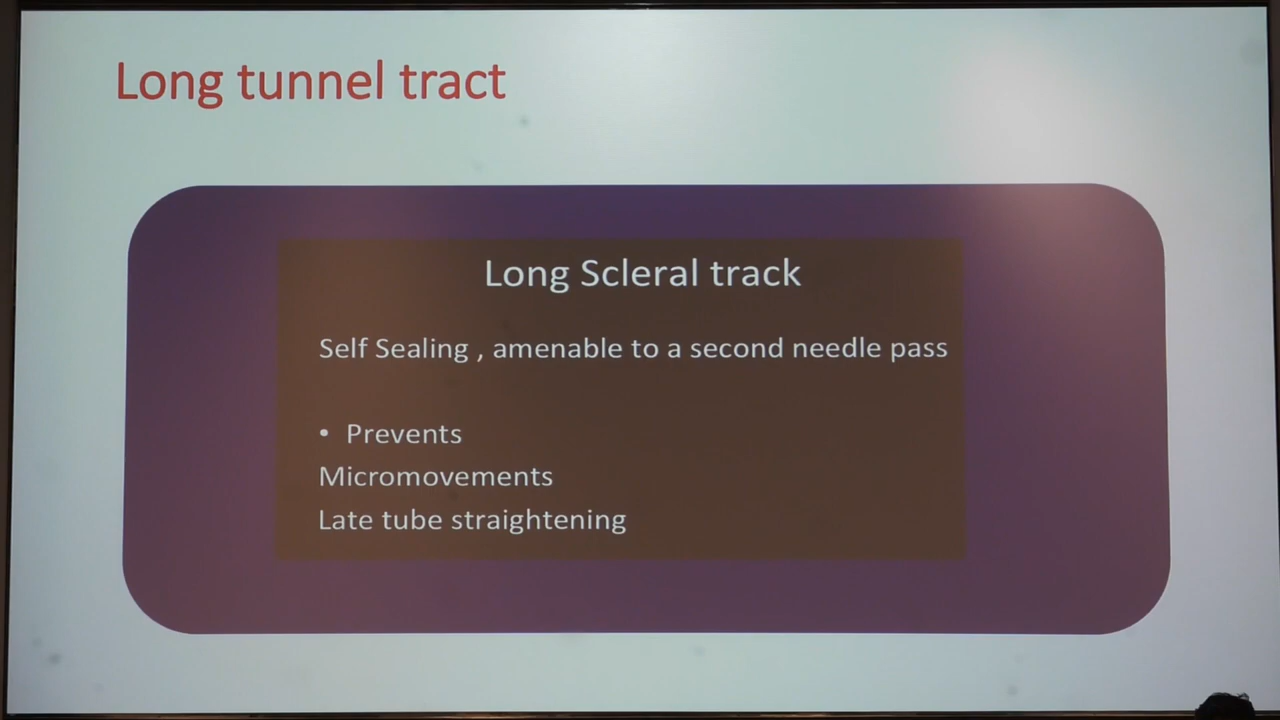 Long tunnel tract
Long Scleral track
Self Sealing , amenable to a second needle pass
• Prevents
Micromovements
Late tube straightening